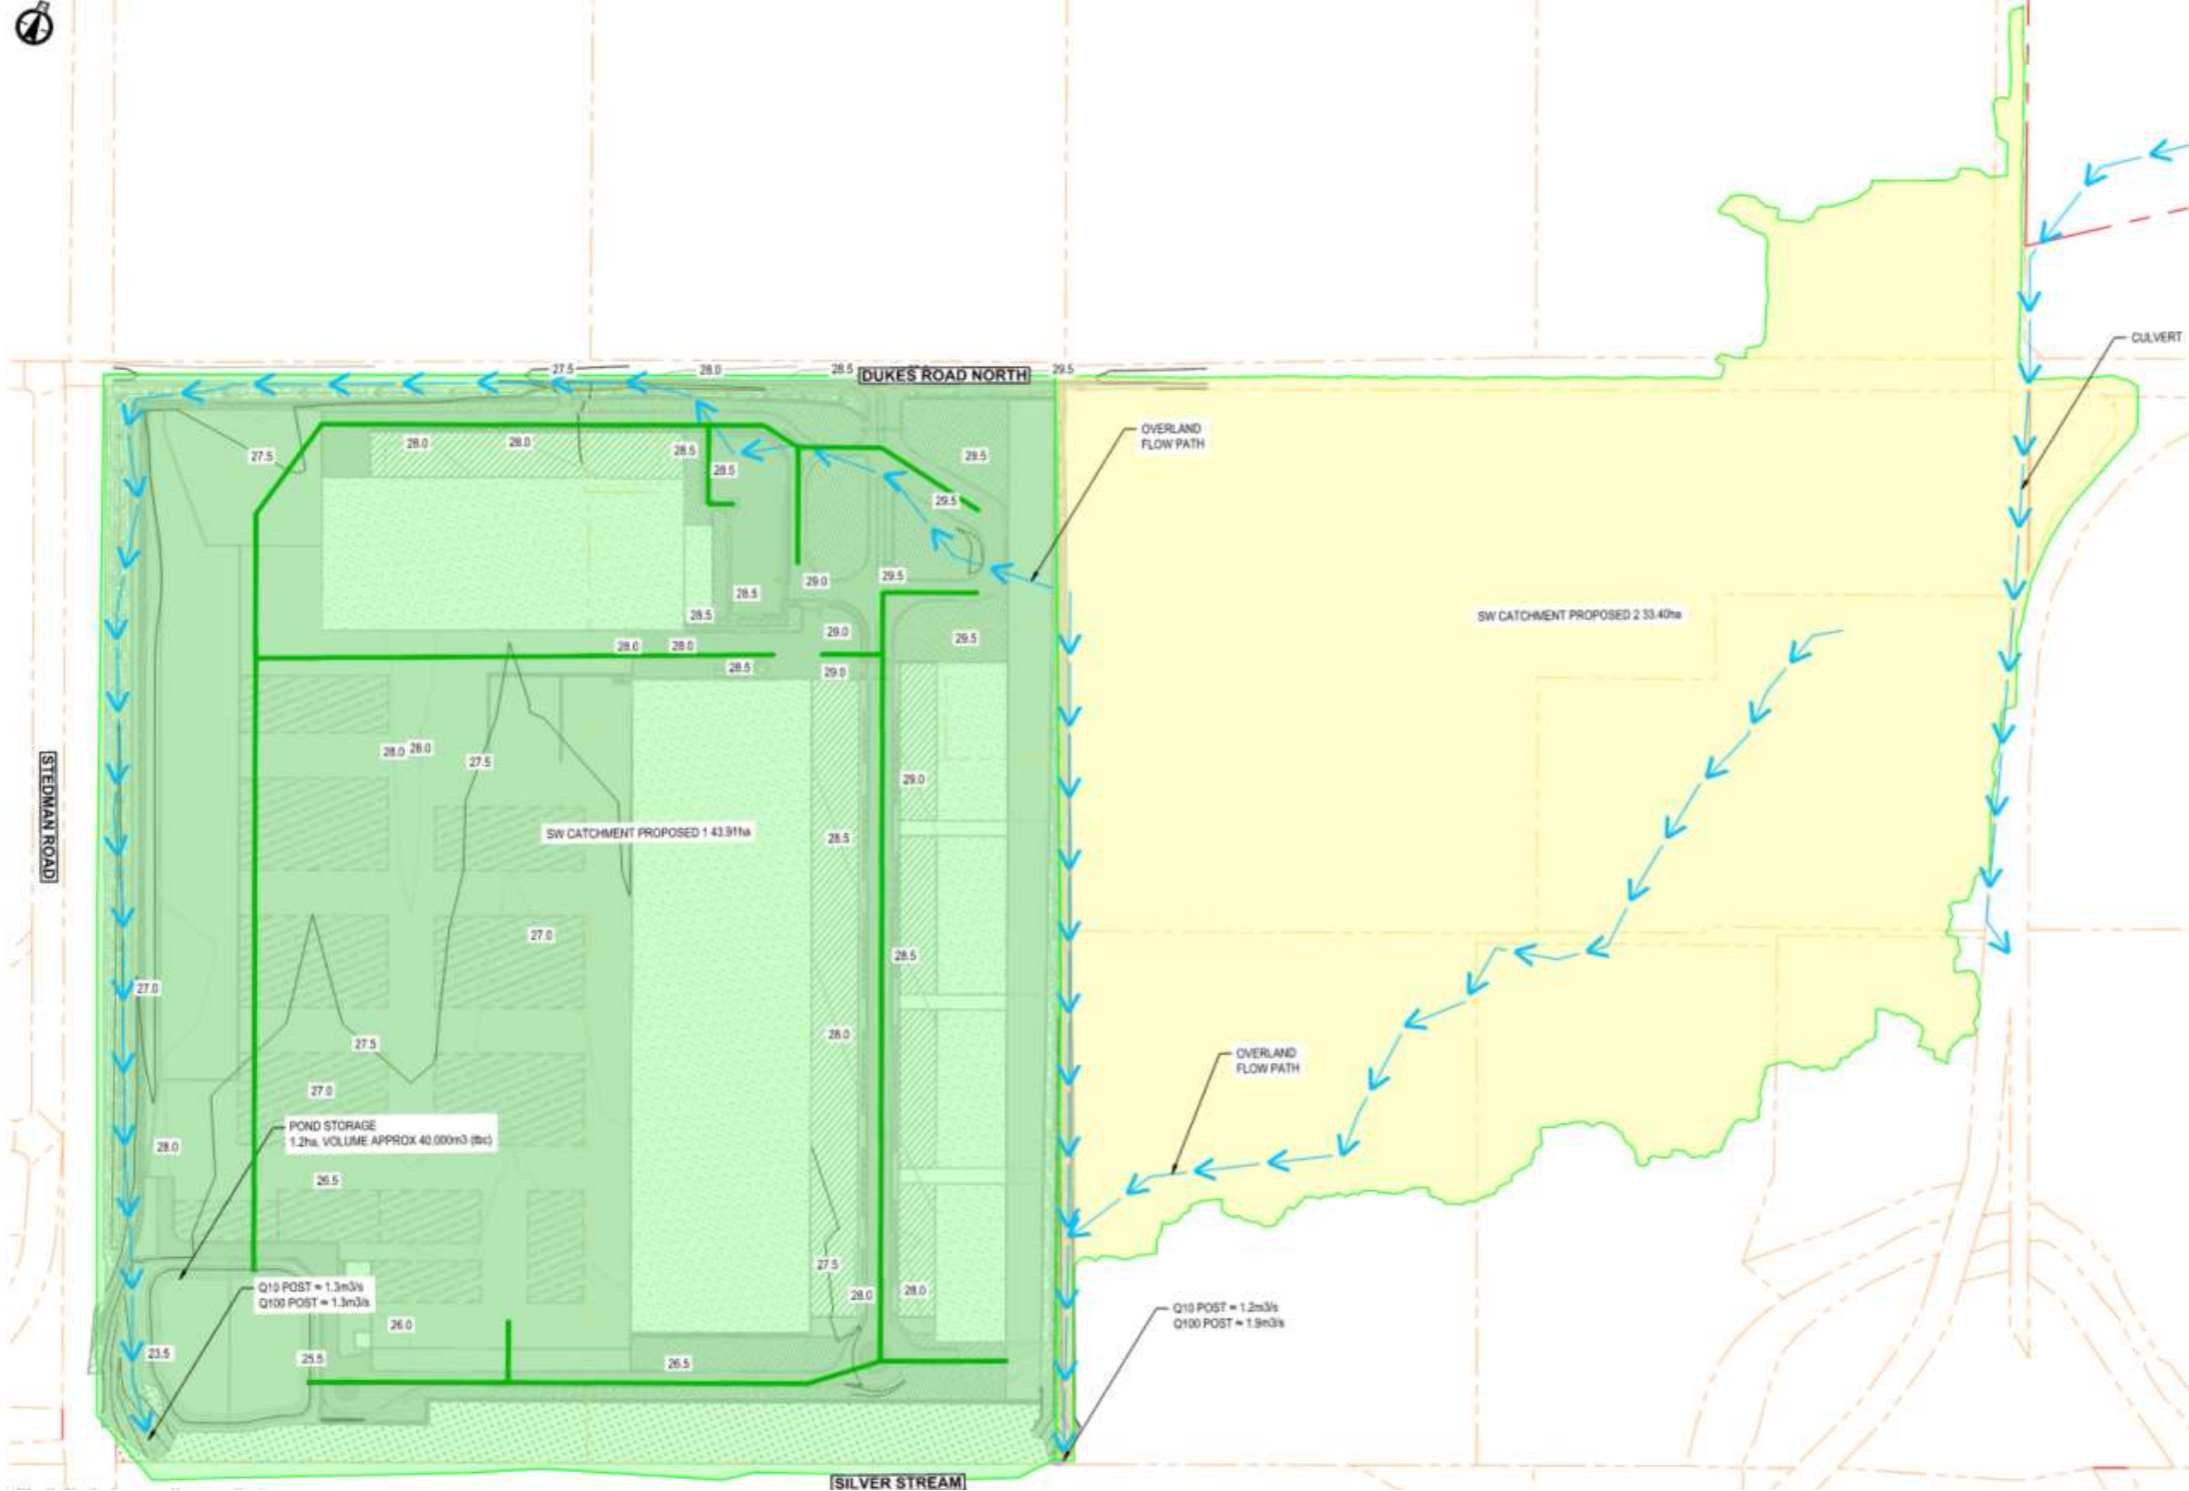 N
CULVERT
27.5
28.0
28.5
DUKES ROAD NORTH
29.5
OVERLAND
FLOW PATH
28.0
28.0
28.5
28.5
27.5
29.5
29.5
29.0
29.5
28.5
28.5
SW CATCHMENT PROPOSED 2 33.40ha
29.0
29.5
28.0
28.0
28.5
29.0
28.0
28.0
27.5
29.0
STEDMAN ROAD
SW CATCHMENT PROPOSED 1 43.91ha
28.5
27.0
28.5
27.0
28.0
27.5
OVERLAND
FLOW PATH
27.0
POND STORAGE
1.2ha, VOLUME APPROX 40,000m3 (tbc)
28.0
26.5
27.5
28.0
28.0
Q10 POST = 1.3m3/s
Q100 POST = 1.3m3/s
Q10 POST = 1.2m3/s
Q100 POST = 1.9m3/s
26.0
23.5
25.5
26.5
SILVER STREAM